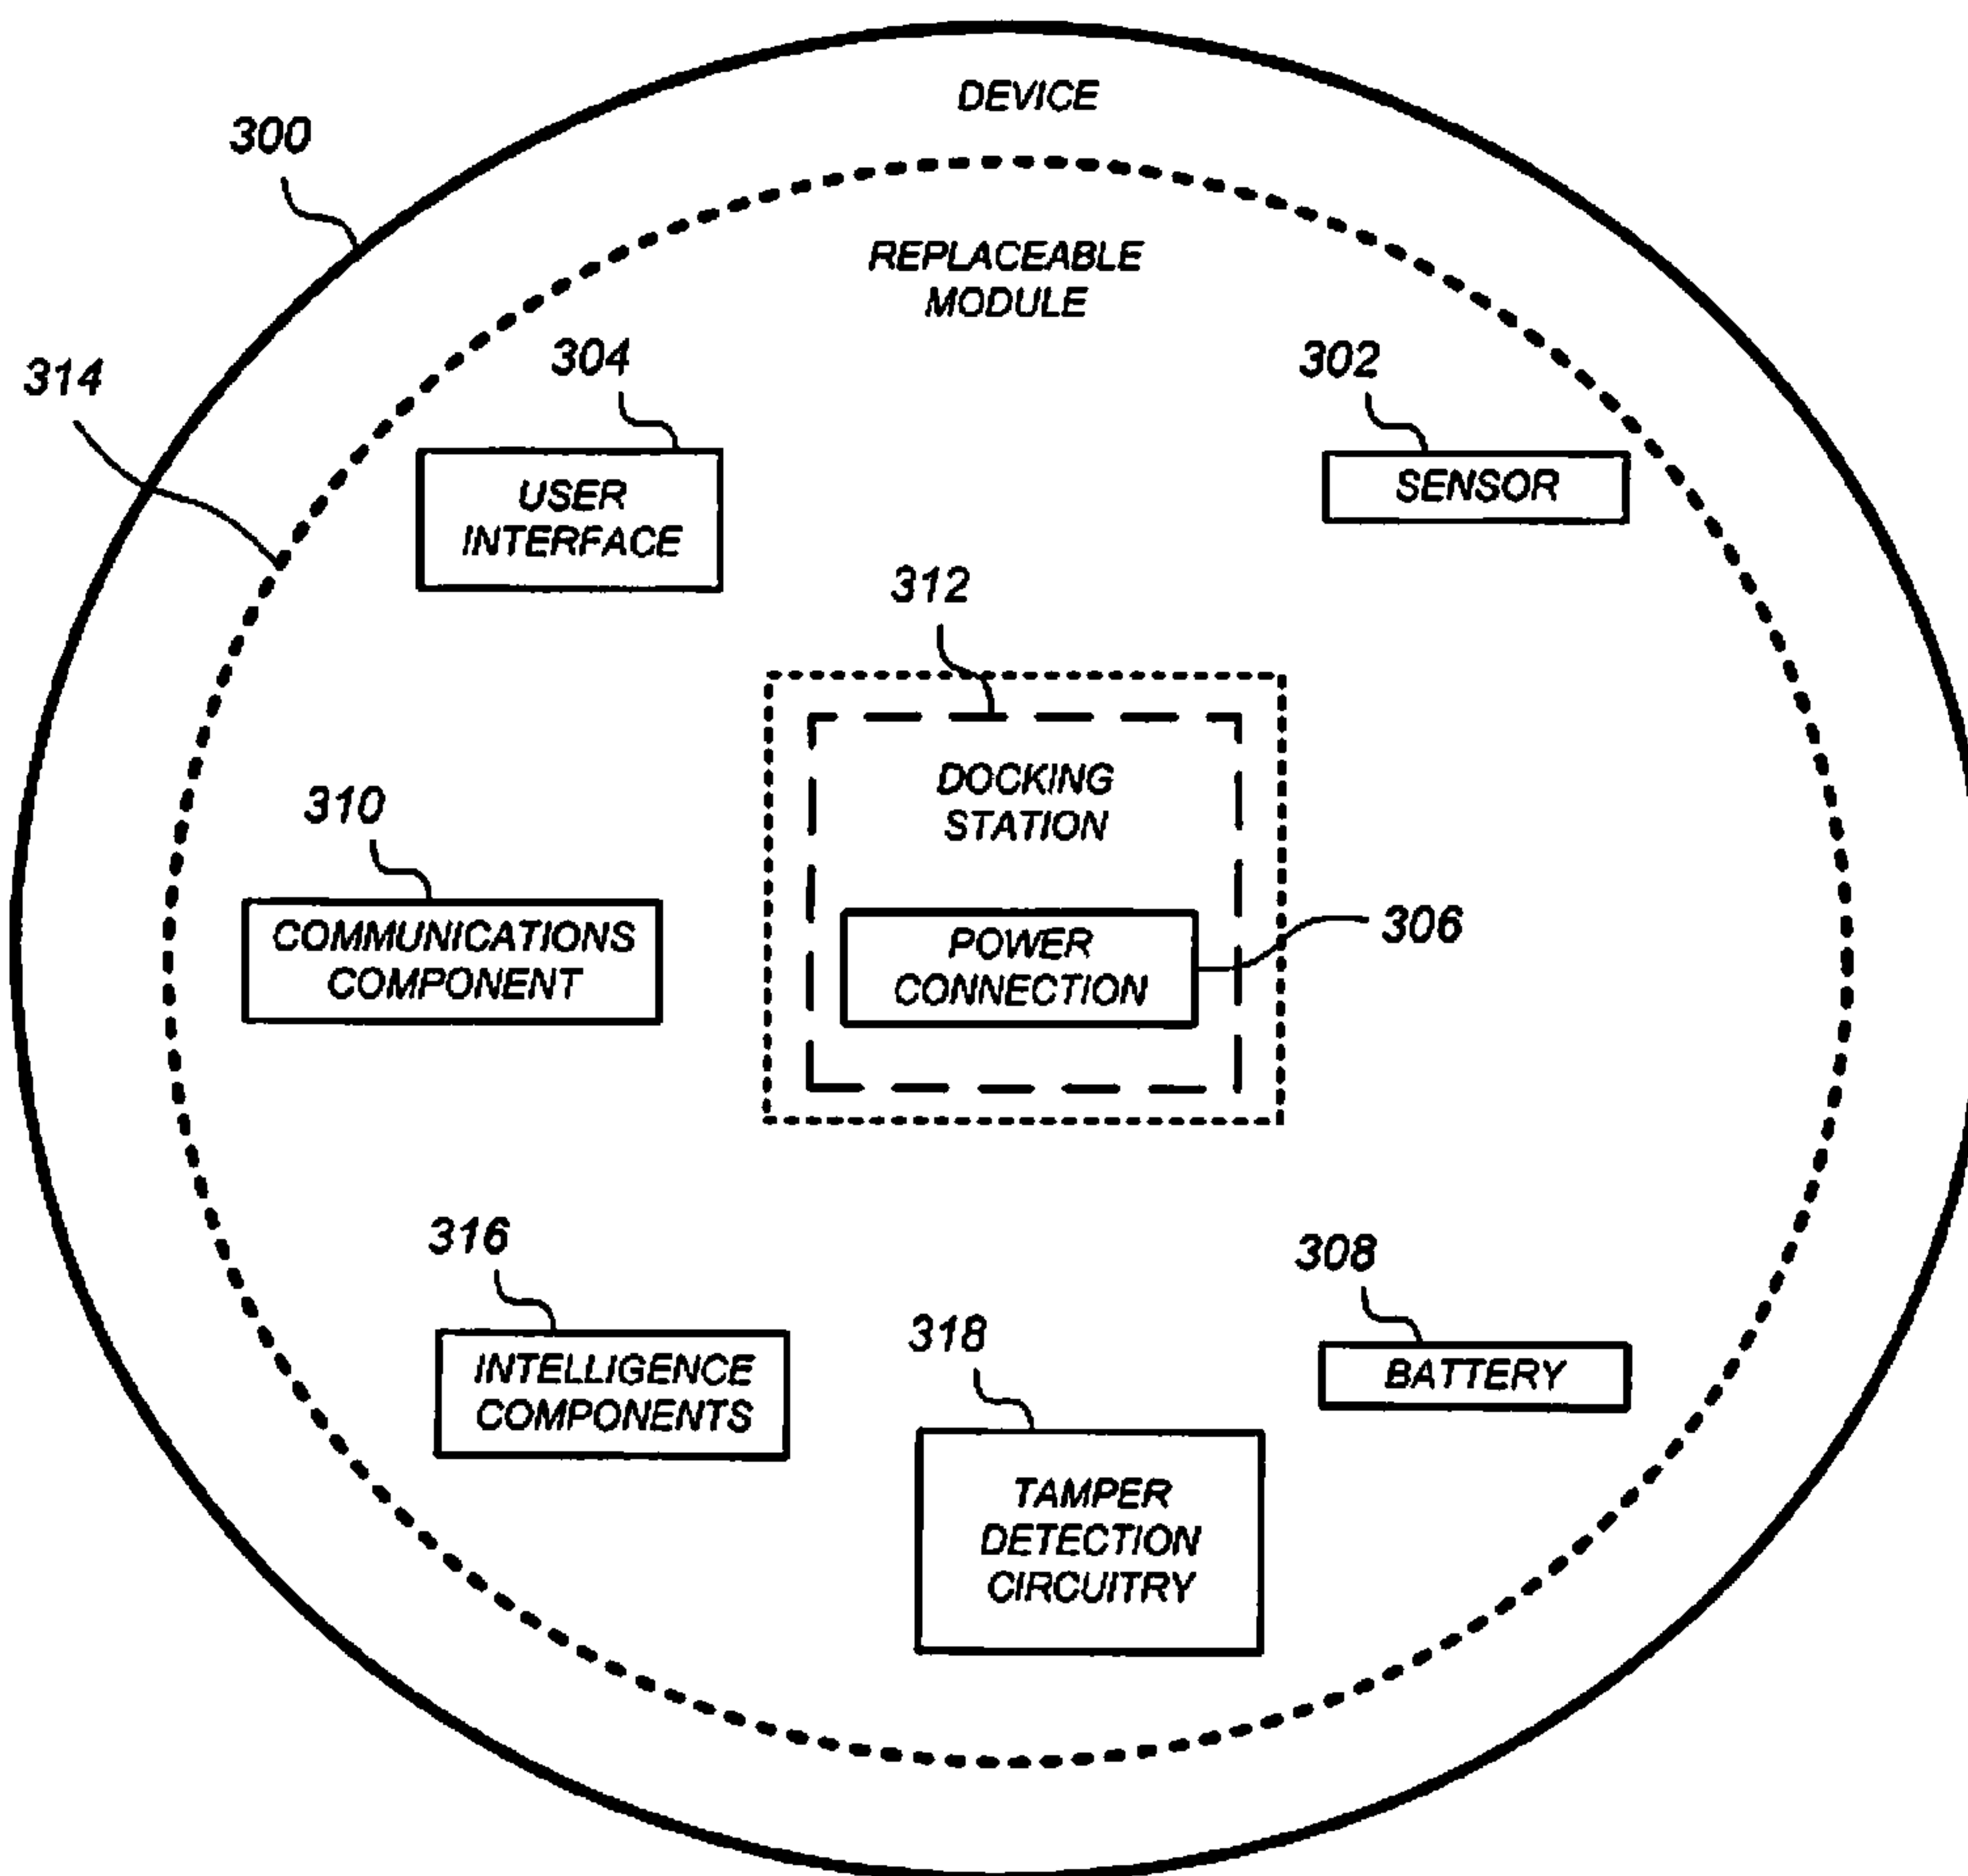 DEVICE
300
REPLACEABLE
MODULE
304
302
314
USER
INTERFACE
SENSOR
312
DOCKING
STATION
310
COMMUNICATIONS
COMPONENT
POWER
CONNECTION
306
316
308
318
INTELLIGENCE
COMPONENTS
BATTERY
TAMPER
DETECTION
CIRCUITRY